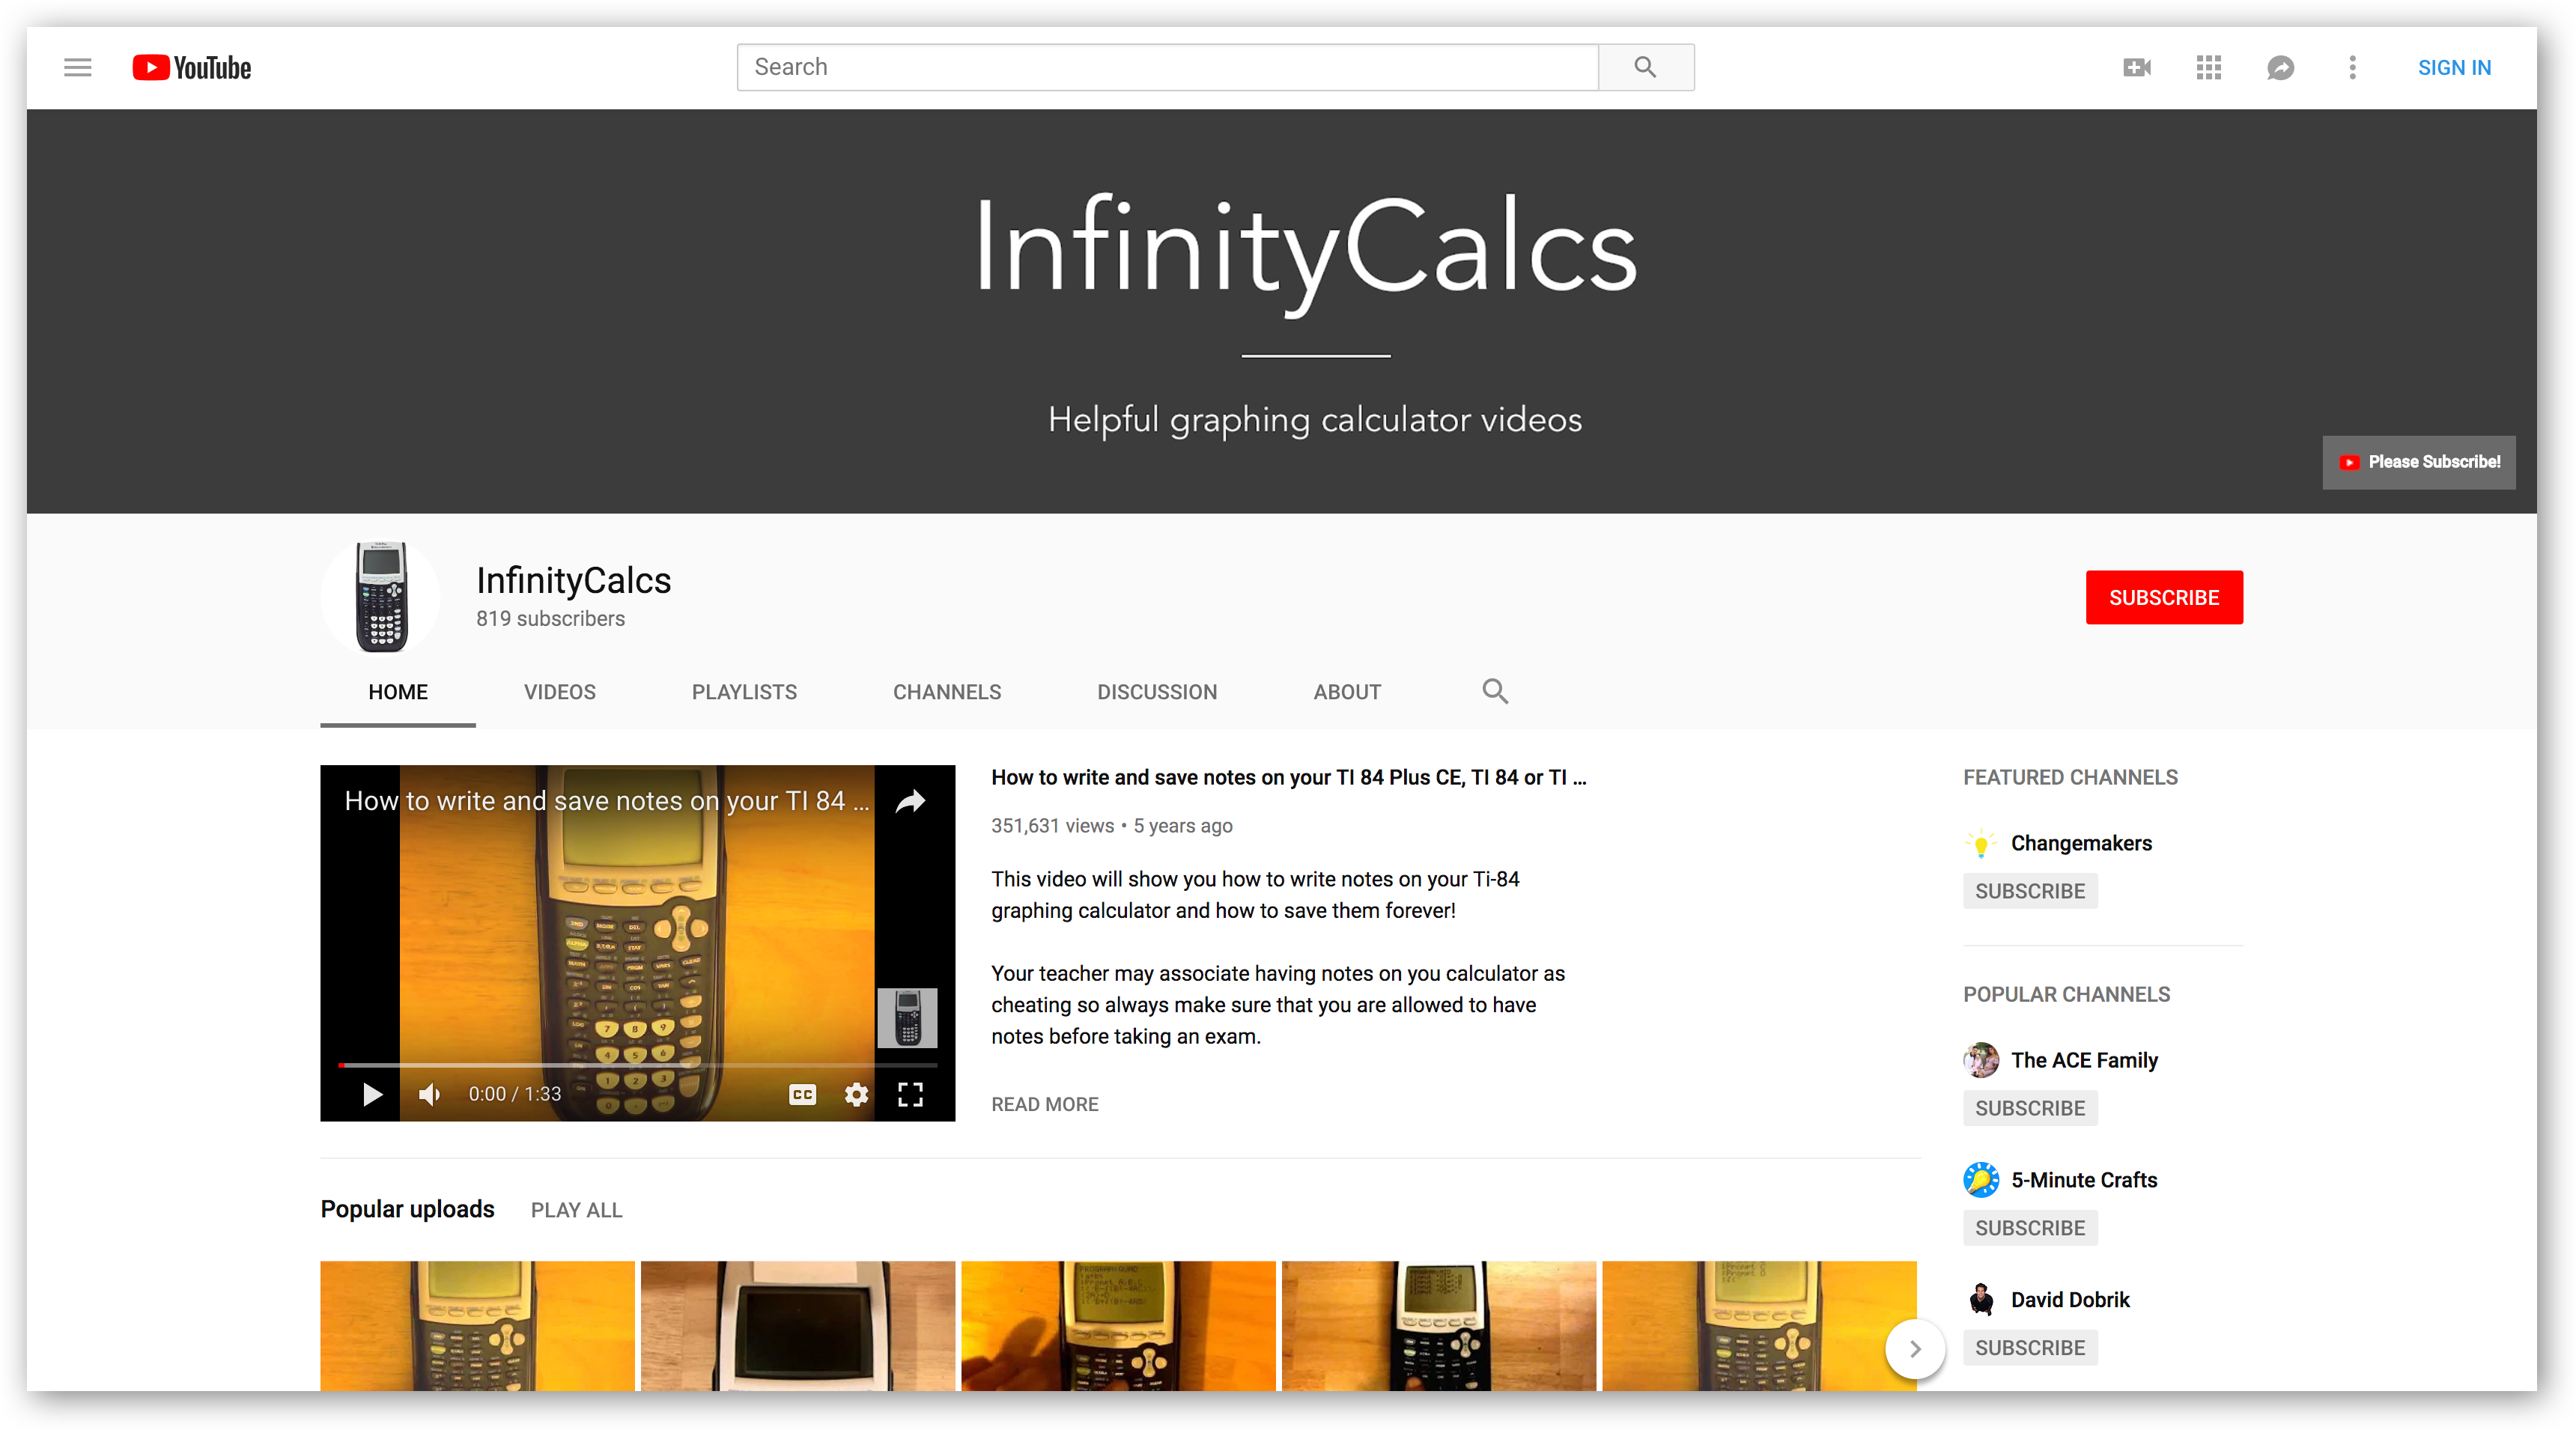 YouTube
Search
SIGN IN
InfinityCalcs
Helpful graphing calculator videos
Please Subscribe!
InfinityCalcs
819 subscribers
SUBSCRIBE
HOME
VIDEOS
PLAYLISTS
CHANNELS
DISCUSSION
ABOUT
How to write and save notes on your TI 84 ...
0:00 / 1:33
CC
How to write and save notes on your TI 84 Plus CE, TI 84 or TI ...
351,631 views • 5 years ago
This video will show you how to write notes on your Ti-84
graphing calculator and how to save them forever!
Your teacher may associate having notes on you calculator as
cheating so always make sure that you are allowed to have
notes before taking an exam.
READ MORE
Popular uploads
PLAY ALL
FEATURED CHANNELS
Changemakers
SUBSCRIBE
POPULAR CHANNELS
The ACE Family
SUBSCRIBE
5-Minute Crafts
SUBSCRIBE
David Dobrik
SUBSCRIBE